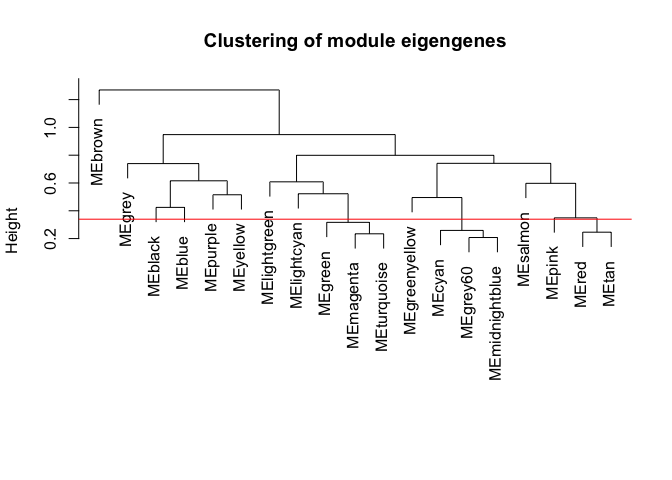 Clustering of module eigengenes
Height
1.0
0.6
0.2
MEbrown
MEgrey
MEblack
MEblue
MEpurple
MEyellow
MElightgreen
MElightcyan
MEgreen
MEmagenta
MEturquoise
MEgreenyellow
MEcyan
MEgrey60
MEmidnightblue
MEsalmon
MEpink
MEred
MEtan